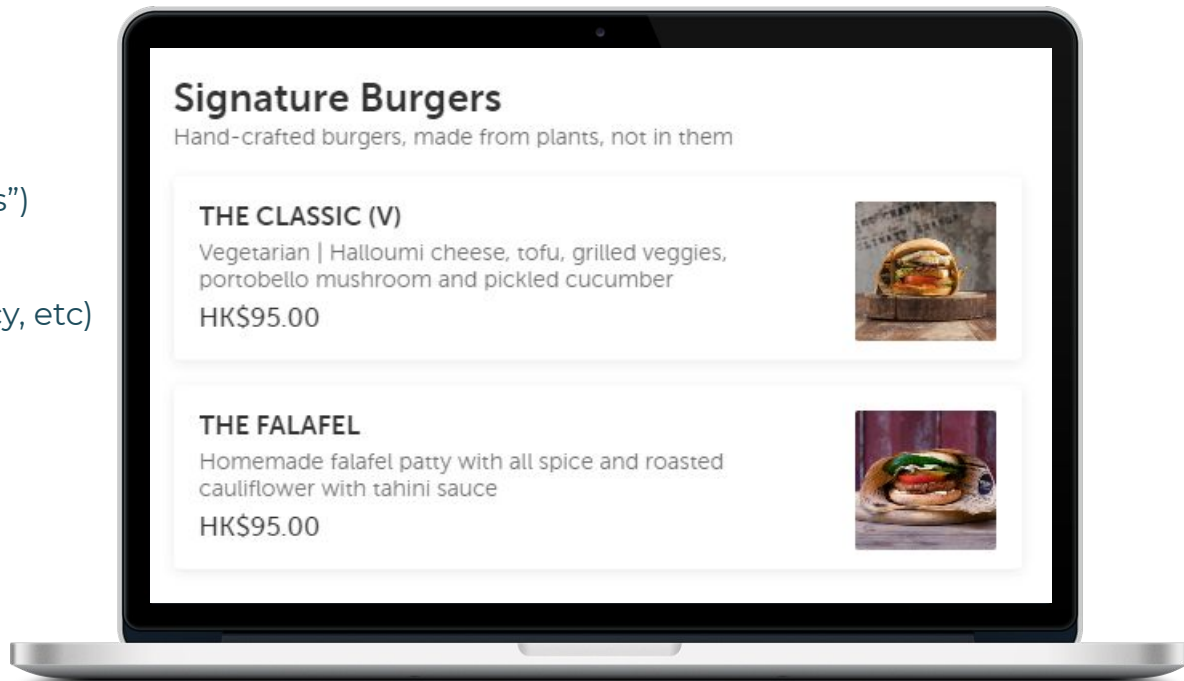 Signature Burgers
Hand-crafted burgers, made from plants, not in them
s”)
THE CLASSIC (V)
Vegetarian | Halloumi cheese, tofu, grilled veggies,
portobello mushroom and pickled cucumber
HK$95.00
y, etc)
THE FALAFEL
Homemade falafel patty with all spice and roasted
cauliflower with tahini sauce
HK$95.00